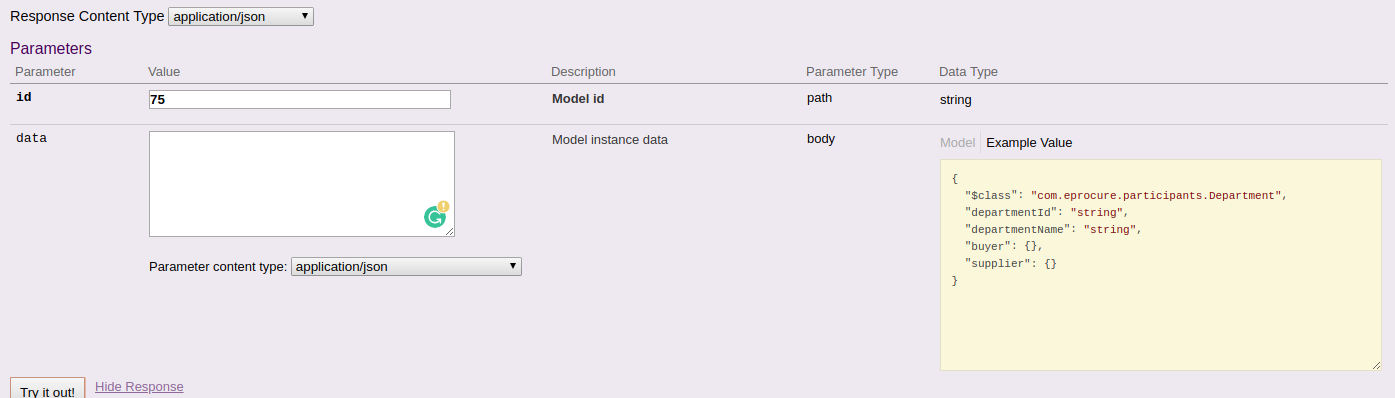 Response Content Type application/json
Parameters
Parameter Value Description Parameter Type Data Type
id 75 Model id path string
data Model instance data body Model Example Value
{
"$class": "com.eprocure.participants.Department",
"departmentId": "string",
"departmentName": "string",
"buyer": {},
"supplier": {}
}
Parameter content type: application/json
Try it out! Hide Response